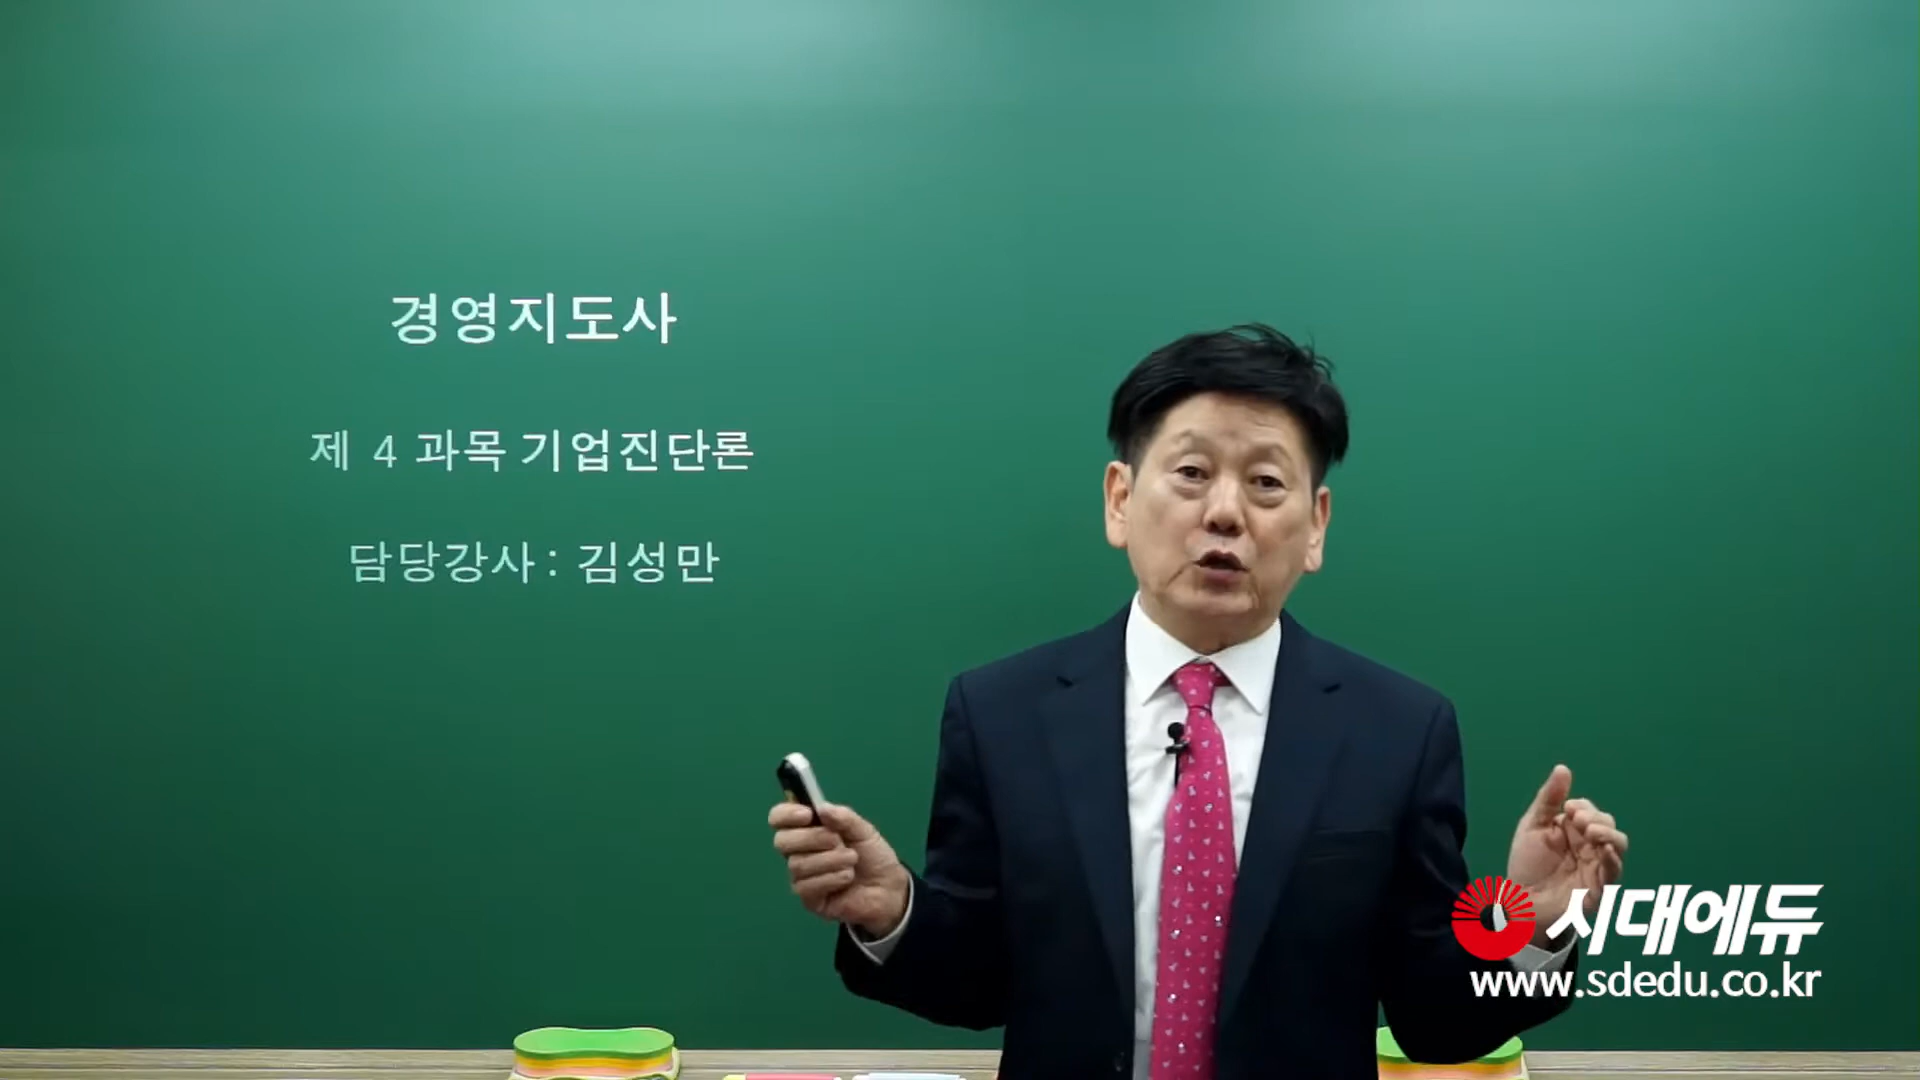 경영지도사
제 4 과목 기업진단론
담당강사 : 김성만
시대에듀
www.sdedu.co.kr